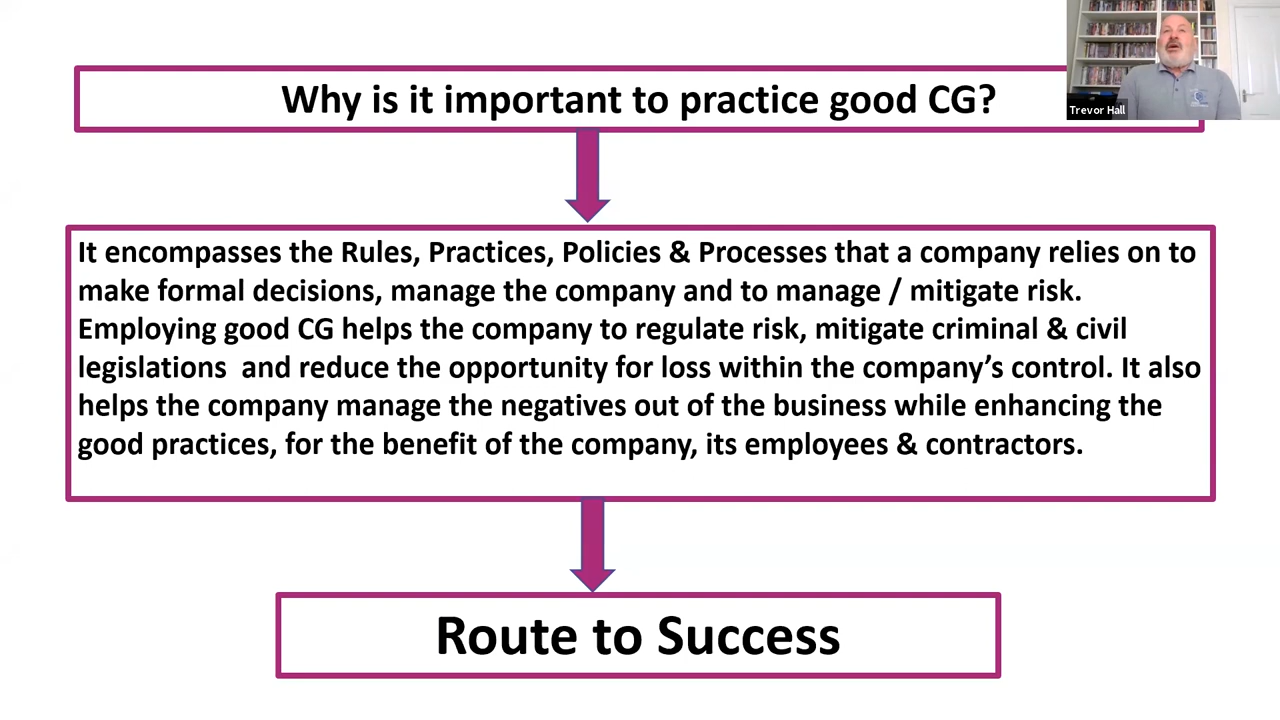 Why is it important to practice good CG?
Trevor Hall
It encompasses the Rules, Practices, Policies & Processes that a company relies on to
make formal decisions, manage the company and to manage / mitigate risk.
Employing good CG helps the company to regulate risk, mitigate criminal & civil
legislations  and reduce the opportunity for loss within the company’s control. It also
helps the company manage the negatives out of the business while enhancing the
good practices, for the benefit of the company, its employees & contractors.
Route to Success